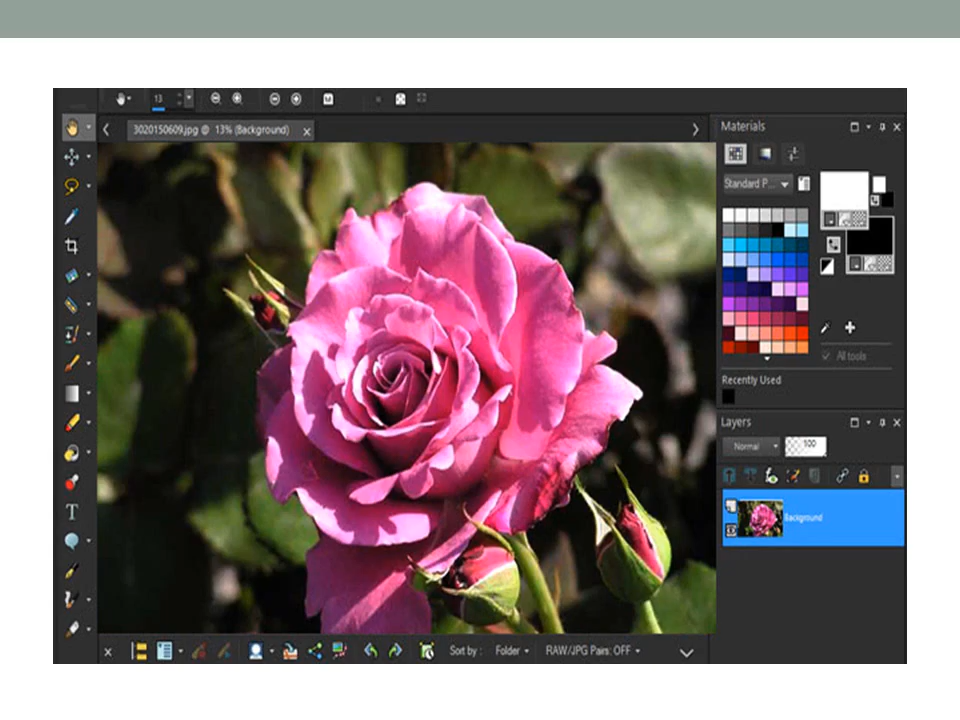 13
3020150609.jpg @ 13% (Background)
Materials
Standard P...
All tools
Recently Used
Layers
Normal
100
Background
T
Sort by :
Folder
RAW/JPG Pairs: OFF